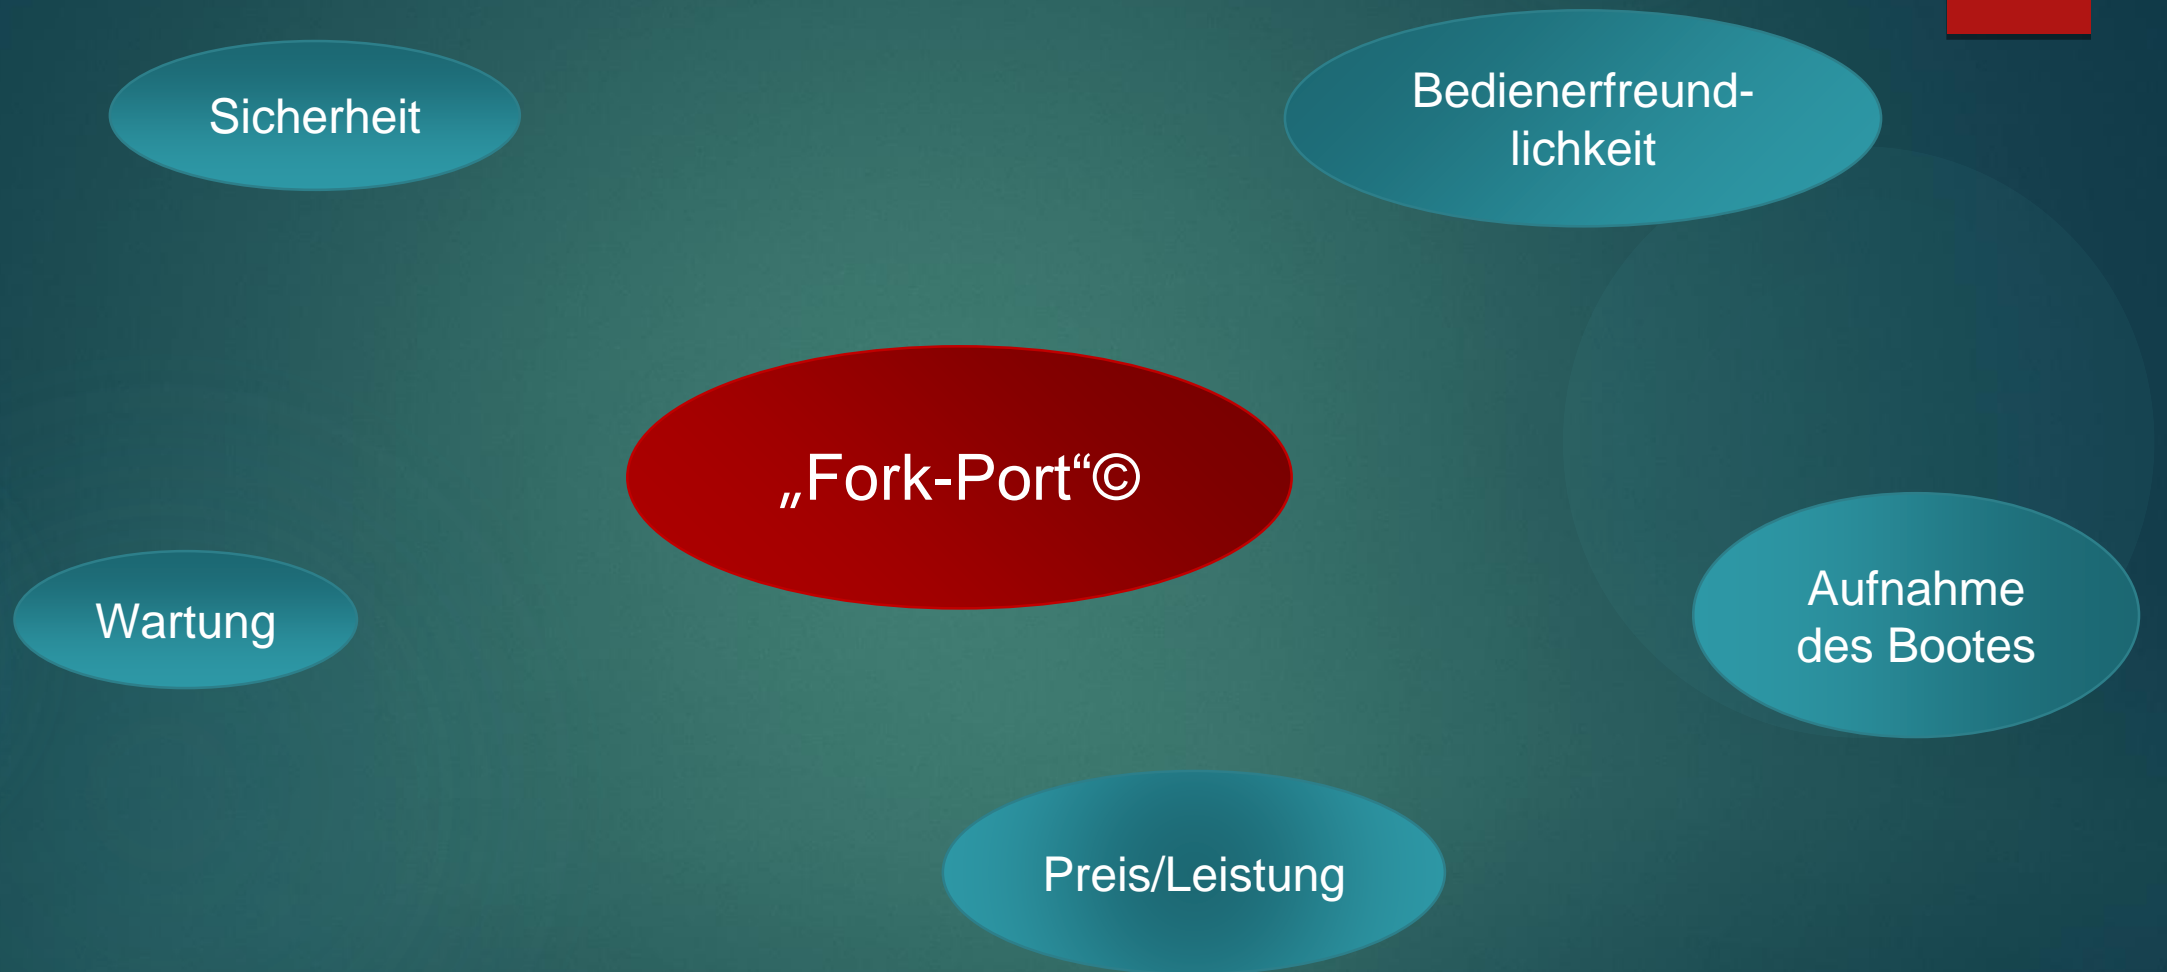 Sicherheit
Bedienerfreund-
lichkeit
„Fork-Port“©
Wartung
Aufnahme
des Bootes
Preis/Leistung